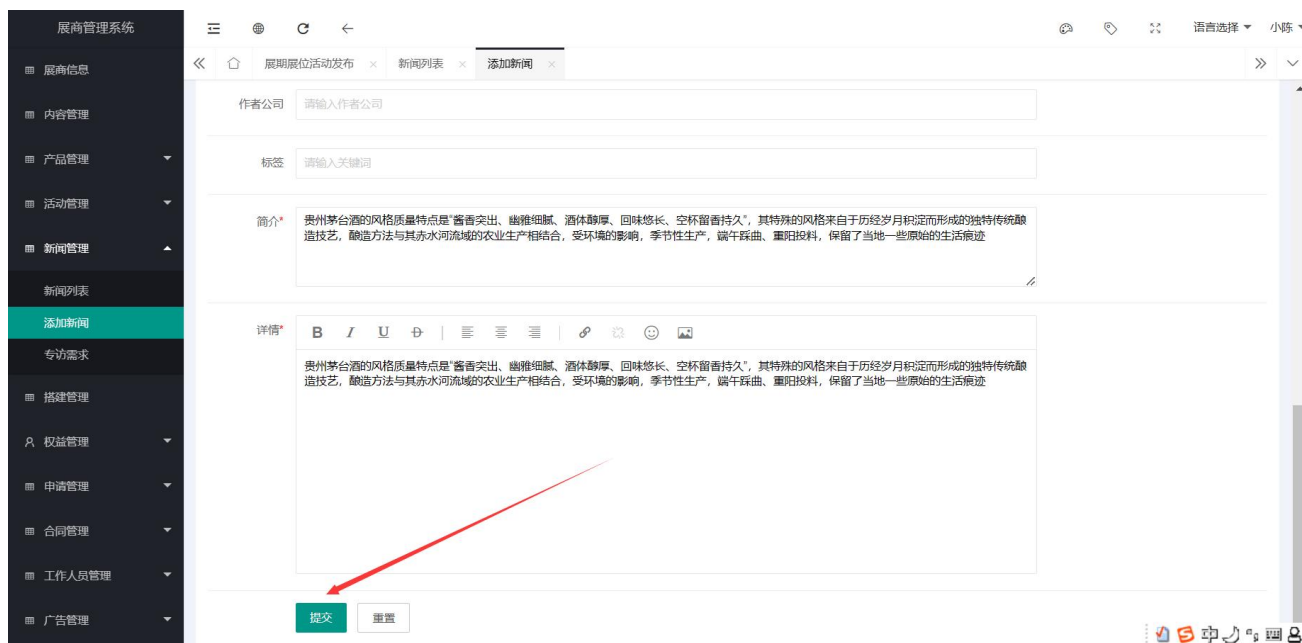 展商管理系统
语言选择 小陈
展商信息
内容管理
产品管理
活动管理
新闻管理
新闻列表
添加新闻
专访需求
搭建管理
权益管理
申请管理
合同管理
工作人员管理
广告管理
展期展位活动发布 × 新闻列表 × 添加新闻 ×
作者公司 请输入作者公司
标签 请输入关键词
简介* 贵州茅台酒的风格质量特点是“酱香突出、幽雅细腻、酒体醇厚、回味悠长、空杯留香持久”，其特殊的风格来自于历经岁月积淀而形成的独特传统酿
造技艺，酿造方法与其赤水河流域的农业生产相结合，受环境的影响，季节性生产，端午踩曲、重阳投料，保留了当地一些原始的生活痕迹
详情* B I U D
贵州茅台酒的风格质量特点是“酱香突出、幽雅细腻、酒体醇厚、回味悠长、空杯留香持久”，其特殊的风格来自于历经岁月积淀而形成的独特传统酿
造技艺，酿造方法与其赤水河流域的农业生产相结合，受环境的影响，季节性生产，端午踩曲、重阳投料，保留了当地一些原始的生活痕迹
提交 重置
中